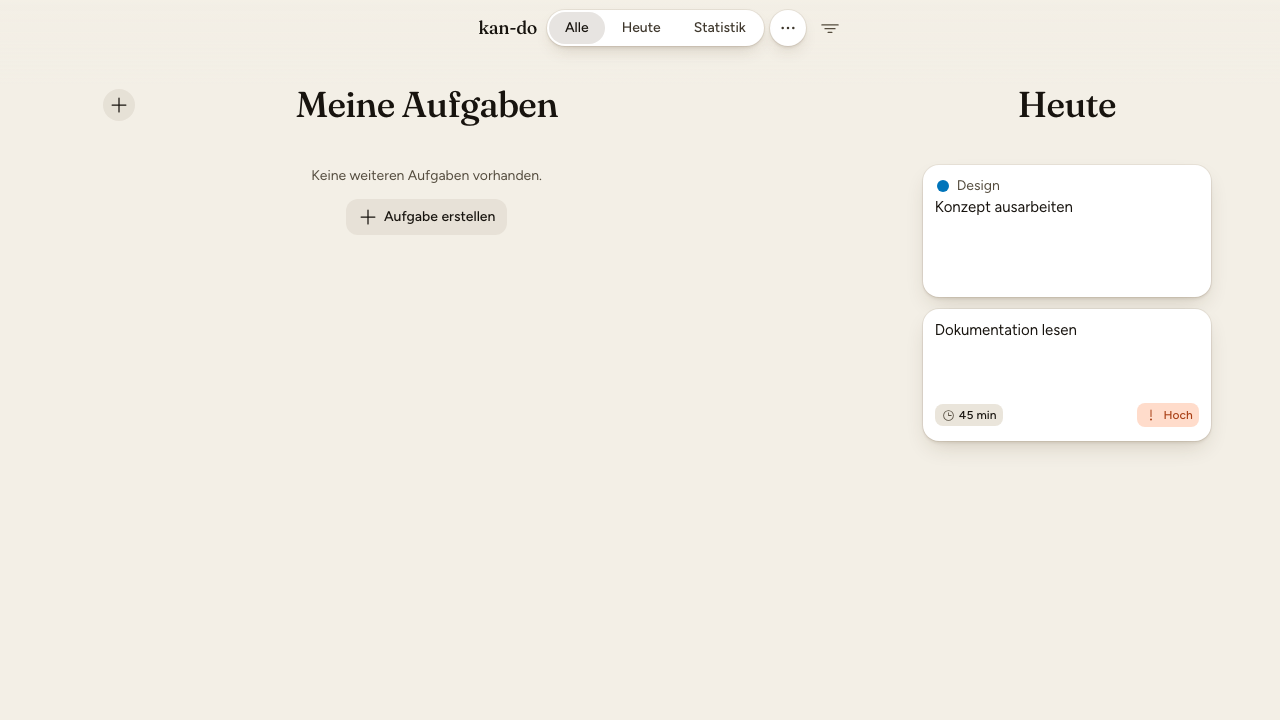 kan-do
Alle
Heute
Statistik
Meine Aufgaben
Keine weiteren Aufgaben vorhanden.
Aufgabe erstellen
Heute
Design
Konzept ausarbeiten
Dokumentation lesen
45 min
Hoch